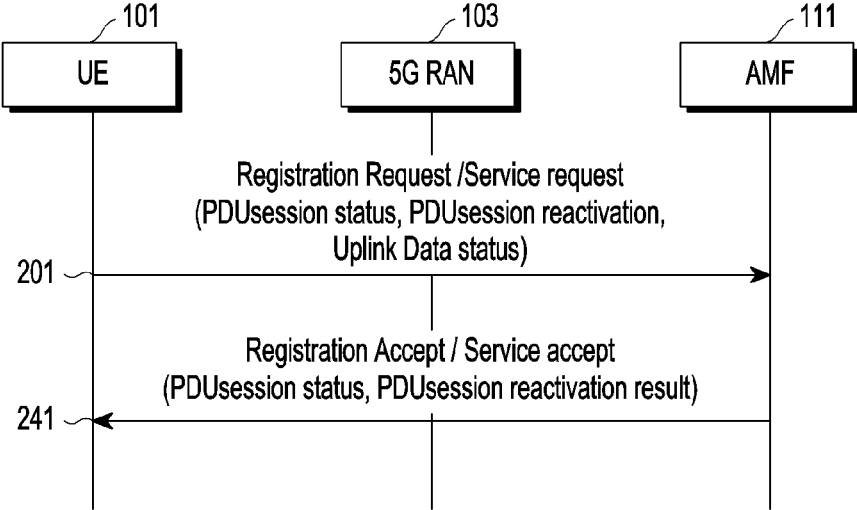 101
103
111
UE
5G RAN
AMF
Registration Request /Service request
(PDUsession status, PDUsession reactivation,
Uplink Data status)
201
Registration Accept / Service accept
(PDUsession status, PDUsession reactivation result)
241